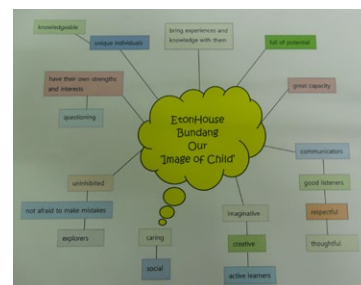 knowledgeable
unique individuals
bring experiences and
knowledge with them
full of potential
have their own strengths
and interests
questioning
great capacity
EtonHouse
Bundang
Our
'Image of Child'
communicators
good listeners
respectful
thoughtful
uninhibited
not afraid to make mistakes
explorers
caring
social
imaginative
creative
active learners